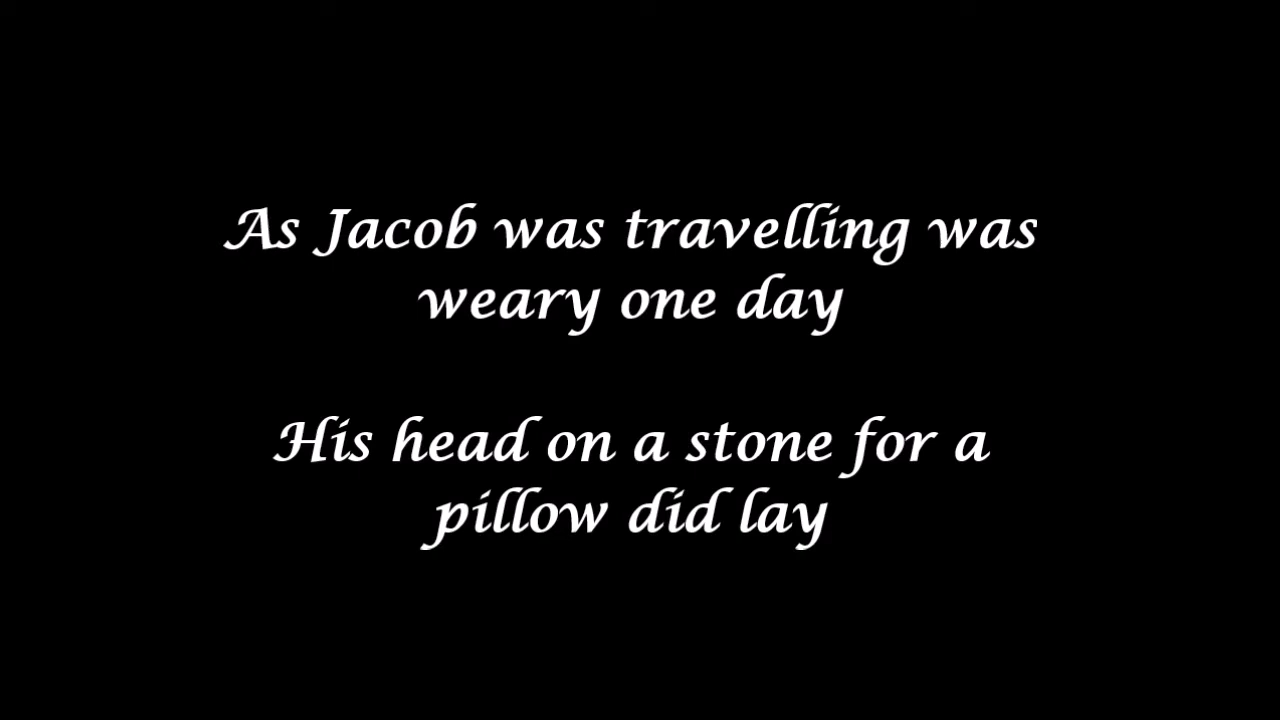 As Jacob was travelling was
weary one day
His head on a stone for a
pillow did lay